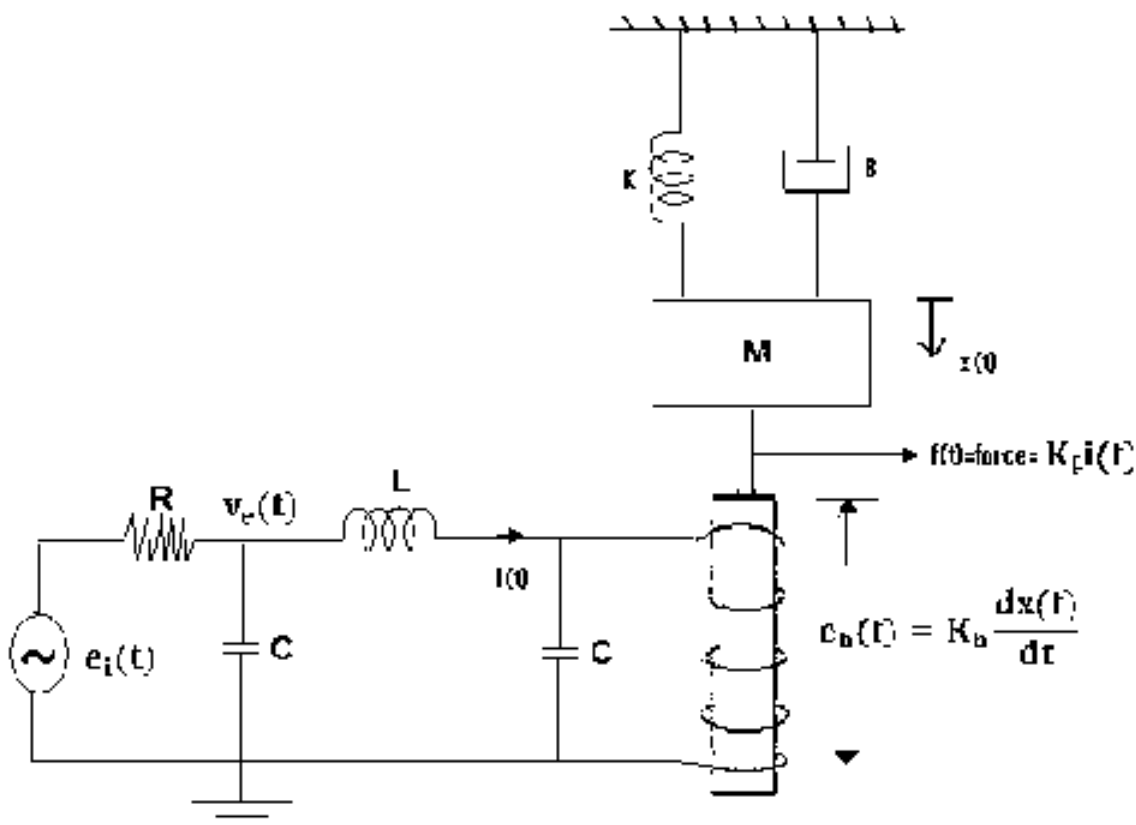 K
B
M
x(t)
f(t)=force= K_f i(t)
R
v_c(t)
L
i(t)
e_i(t)
C
C
e_b(t) = K_b dx(t)/dt